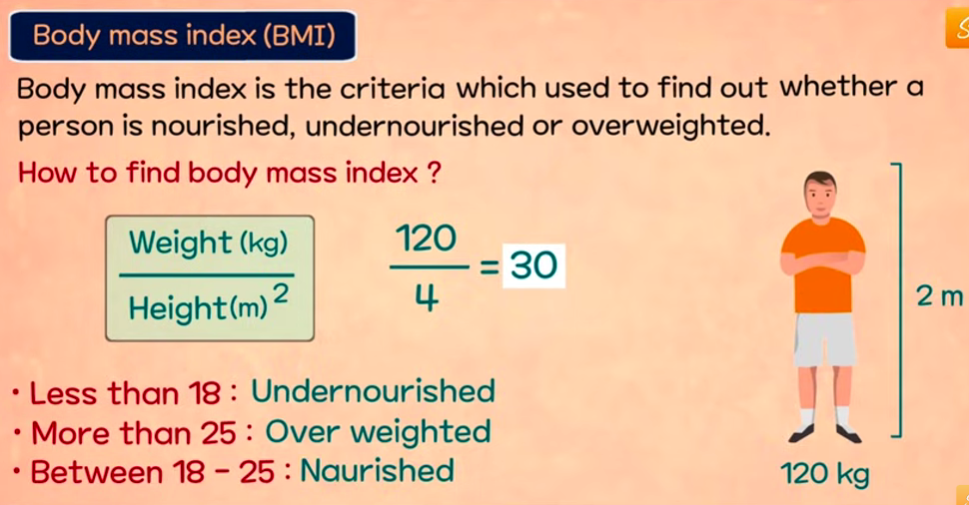 Body mass index (BMI)
Body mass index is the criteria which used to find out whether a
person is nourished, undernourished or overweighted.
How to find body mass index ?
Weight (kg)
Height(m) 2
120
4
= 30
2 m
• Less than 18 : Undernourished
• More than 25 : Over weighted
• Between 18 - 25 : Naurished
120 kg